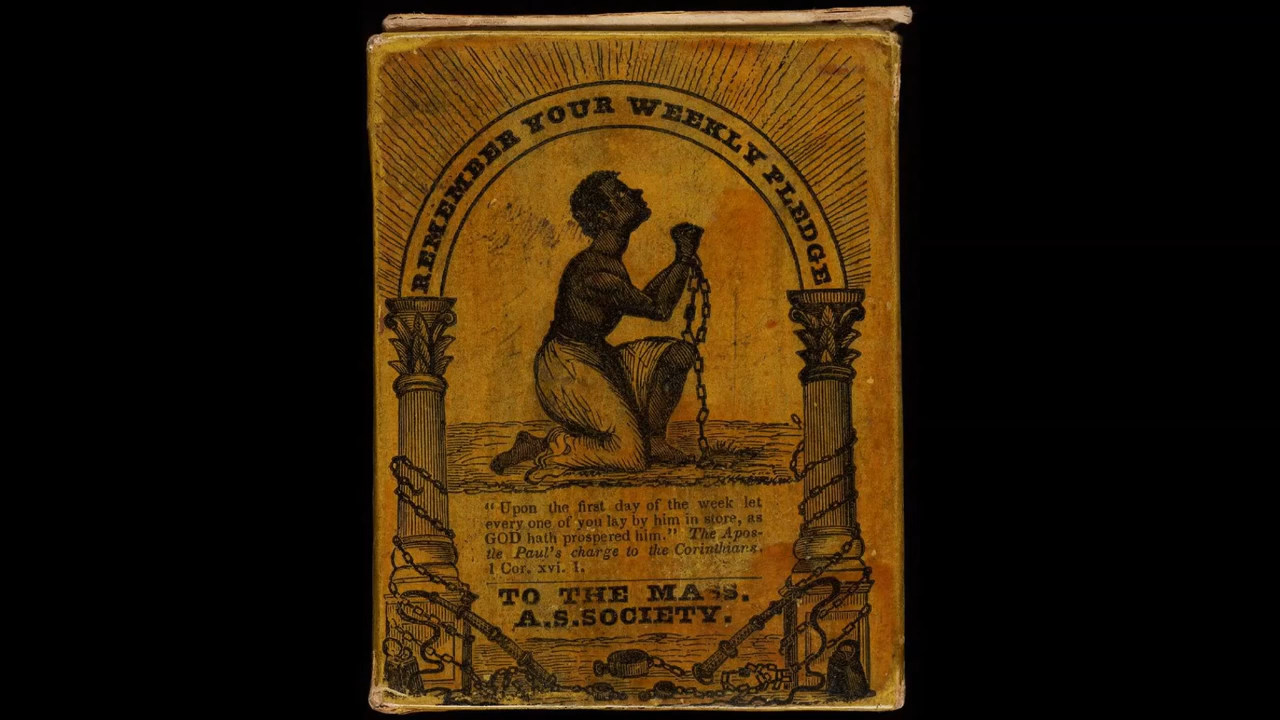 REMEMBER YOUR WEEKLY PLEDGE
“Upon the first day of the week let
every one of you lay by him in store, as
GOD hath prospered him.” The Apos-
tle Paul's charge to the Corinthians.
1 Cor. xvi. 1.
TO THE MASS.
A.S.SOCIETY.